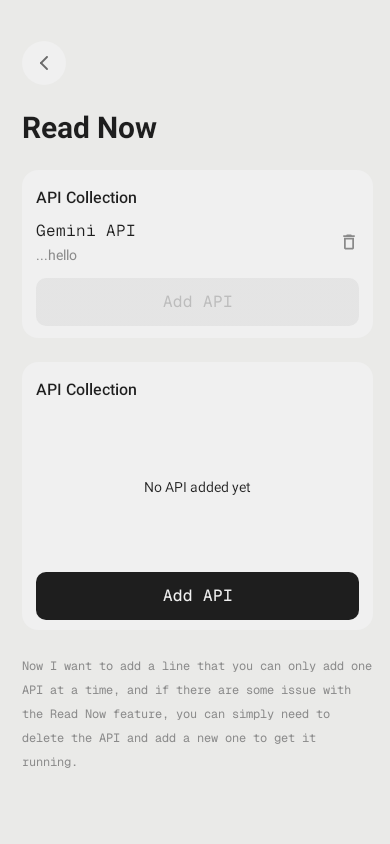 Read Now
API Collection
Gemini API
...hello
Add API
API Collection
No API added yet
Add API
Now I want to add a line that you can only add one
API at a time, and if there are some issue with
the Read Now feature, you can simply need to
delete the API and add a new one to get it
running.